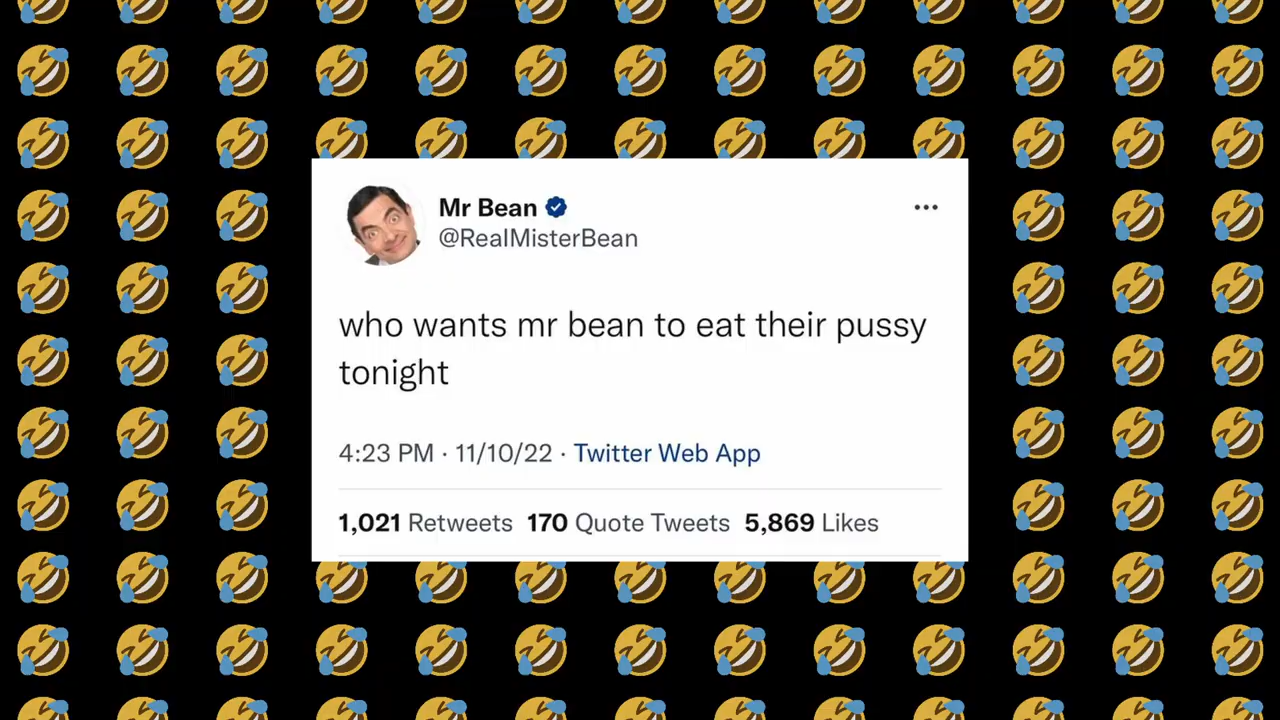 Mr Bean
@RealMisterBean
who wants mr bean to eat their pussy
tonight
4:23 PM · 11/10/22 · Twitter Web App
1,021 Retweets 170 Quote Tweets 5,869 Likes